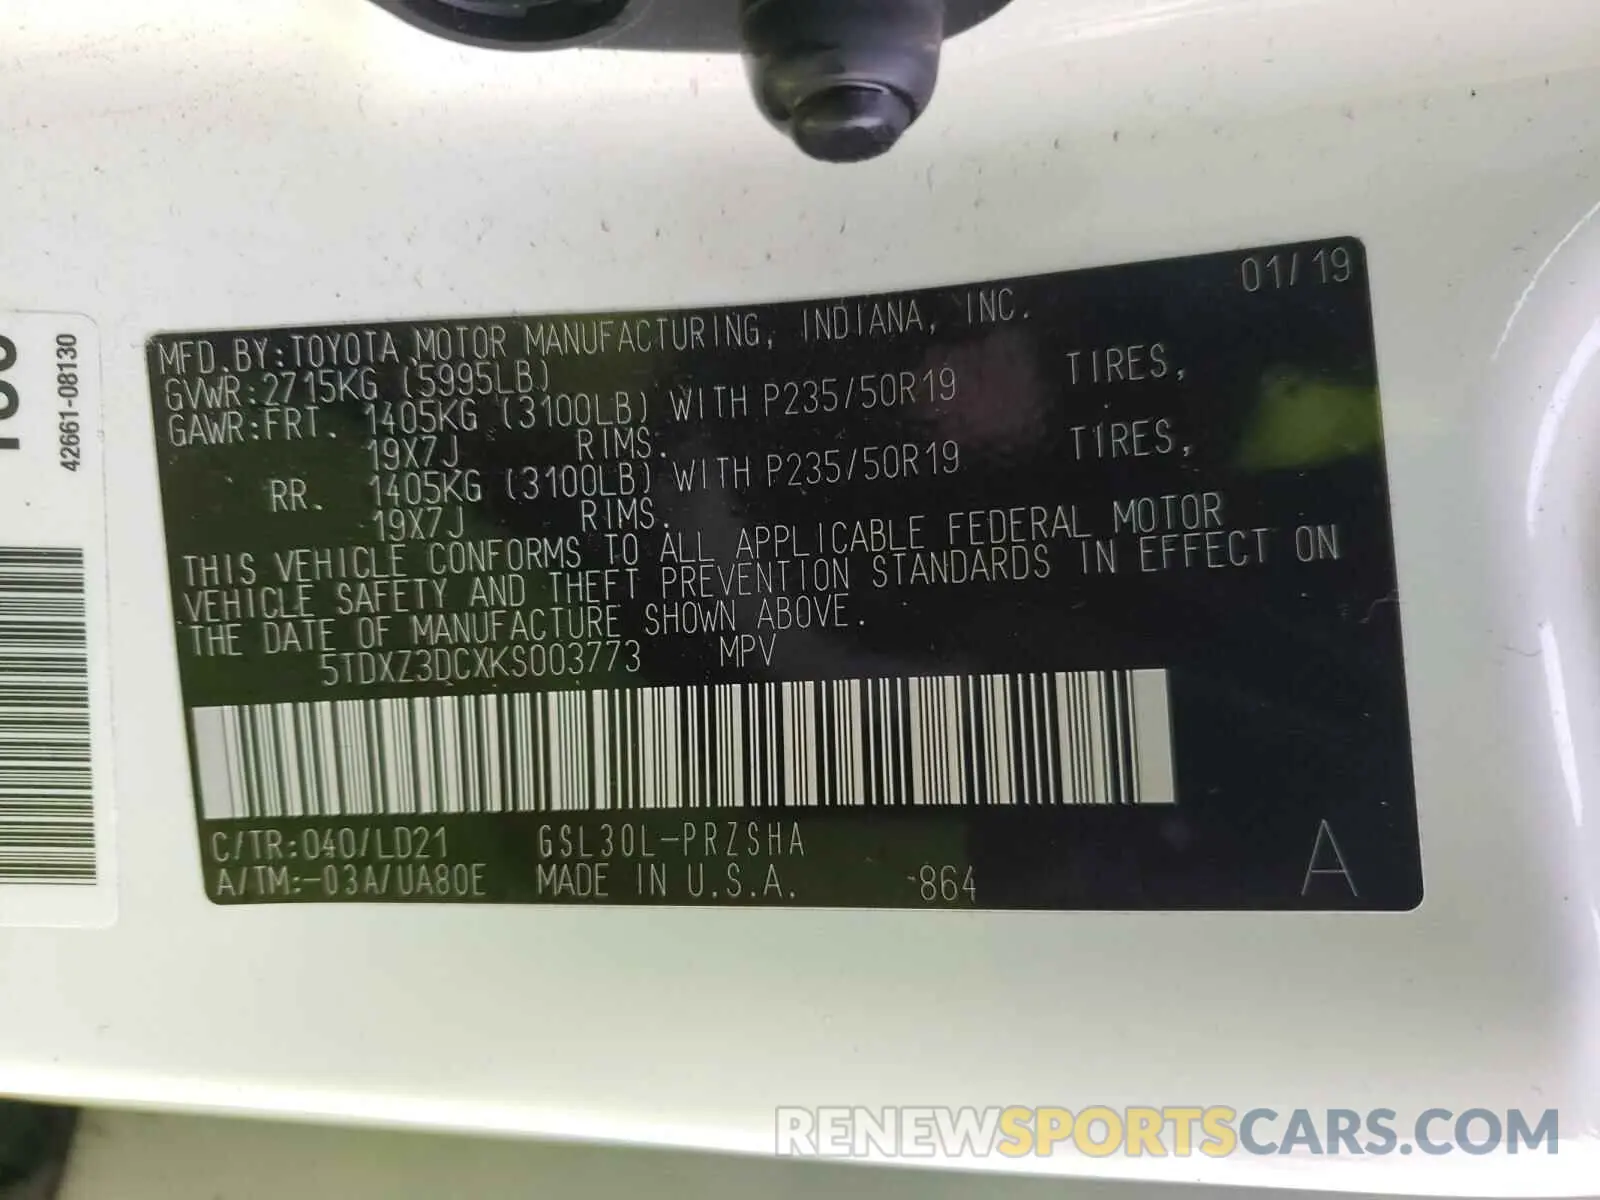 01/19
MFD.BY:TOYOTA MOTOR MANUFACTURING, INDIANA, INC.
GVWR:2715KG (5995LB)
GAWR:FRT. 1405KG (3100LB) WITH P235/50R19 TIRES,
19X7J RIMS.
RR. 1405KG (3100LB) WITH P235/50R19 TIRES,
19X7J RIMS.
THIS VEHICLE CONFORMS TO ALL APPLICABLE FEDERAL MOTOR
VEHICLE SAFETY AND THEFT PREVENTION STANDARDS IN EFFECT ON
THE DATE OF MANUFACTURE SHOWN ABOVE.
5TDXZ3DCXKS003773 MPV
C/TR:040/LD21 GSL30L-PRZSHA
A/TM:-03A/UA80E MADE IN U.S.A. -864 A
42661-08130
RENEWSPORTSCARS.COM